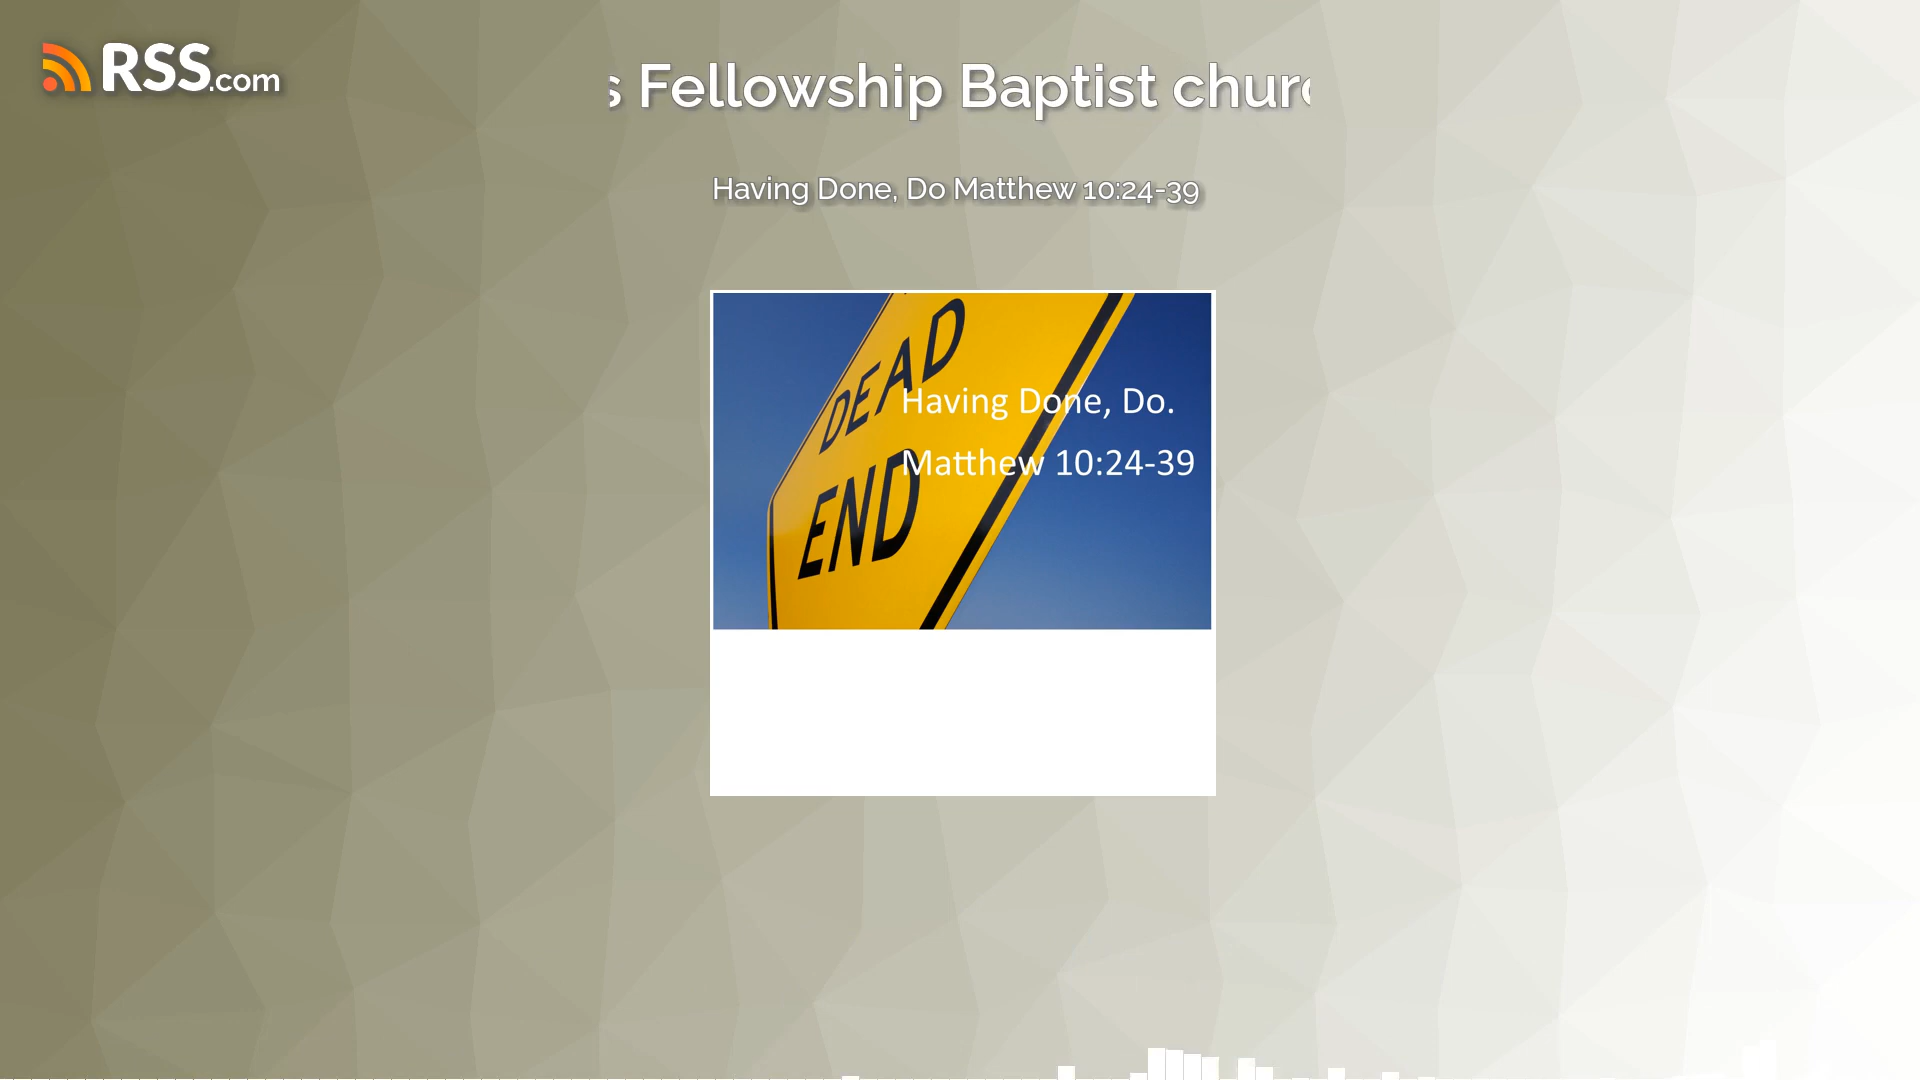 RSS.com
s Fellowship Baptist churc
Having Done, Do Matthew 10:24-39
DEAD
END
Having Done, Do.
Matthew 10:24-39